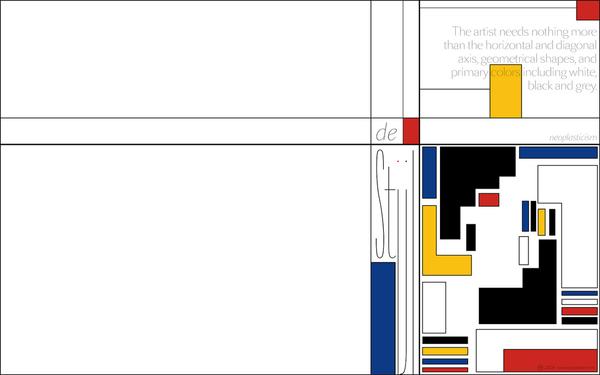 The artist needs nothing more
than the horizontal and diagonal
axis, geometrical shapes, and
primary colors including white,
black and grey.
neoplasticism
de
Stijl